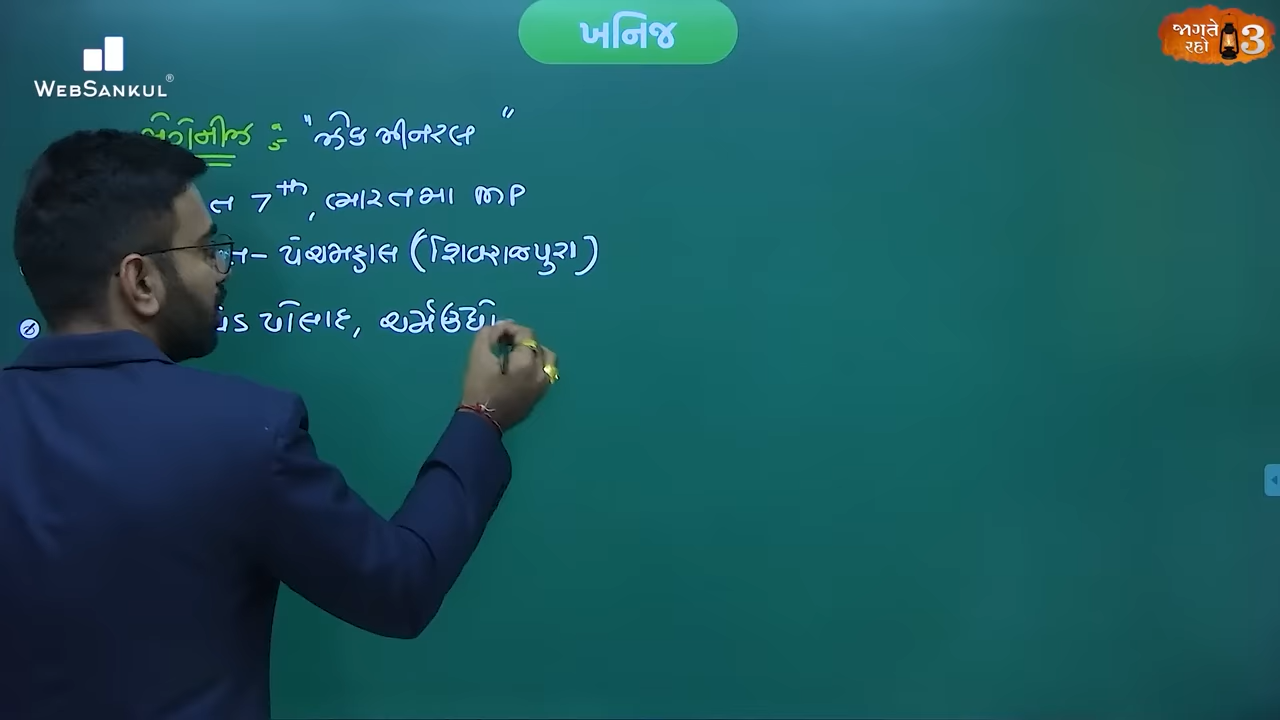 ખનિજ
જાગતે
રહો 3
WEBSANKUL®
મેંગેનીજ : "જેક મીનરલ"
ત 7th, ભારતમા MP
ત- પંચમહાલ (શિવરાજપુરા)
પોલાદ, ચર્મઉદ્યો